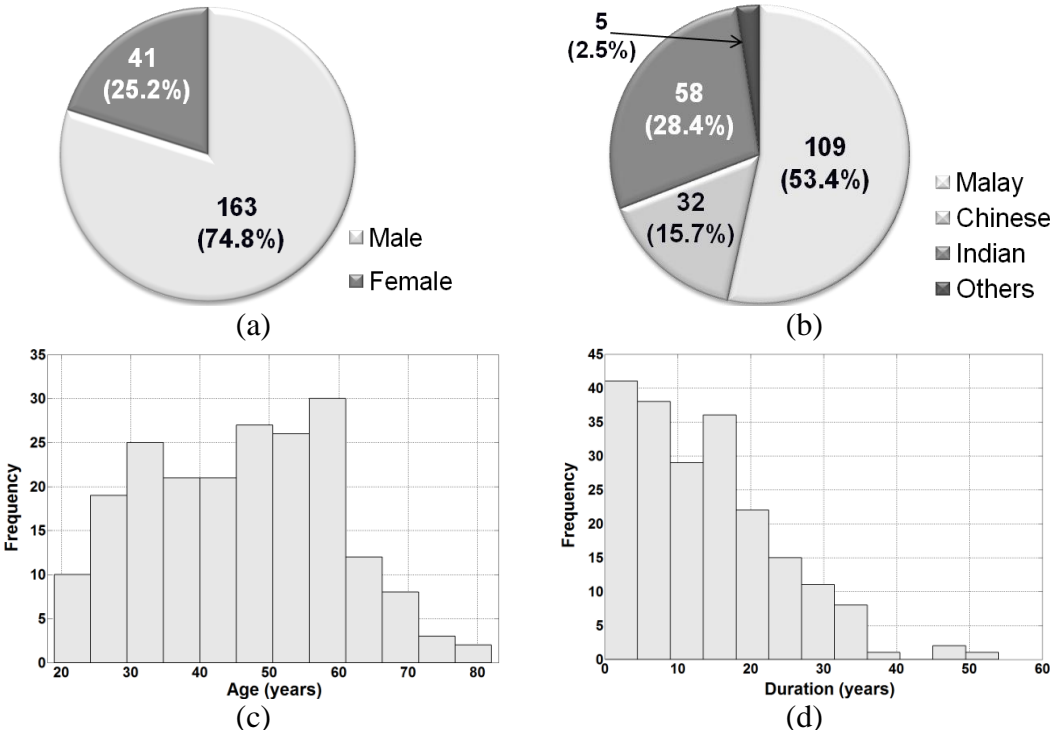 41
(25.2%)
163
(74.8%)
Male
Female
(a)
5
(2.5%)
58
(28.4%)
109
(53.4%)
32
(15.7%)
Malay
Chinese
Indian
Others
(b)
35
30
25
20
15
10
5
0
Frequency
20 30 40 50 60 70 80
Age (years)
(c)
45
40
35
30
25
20
15
10
5
0
Frequency
0 10 20 30 40 50 60
Duration (years)
(d)